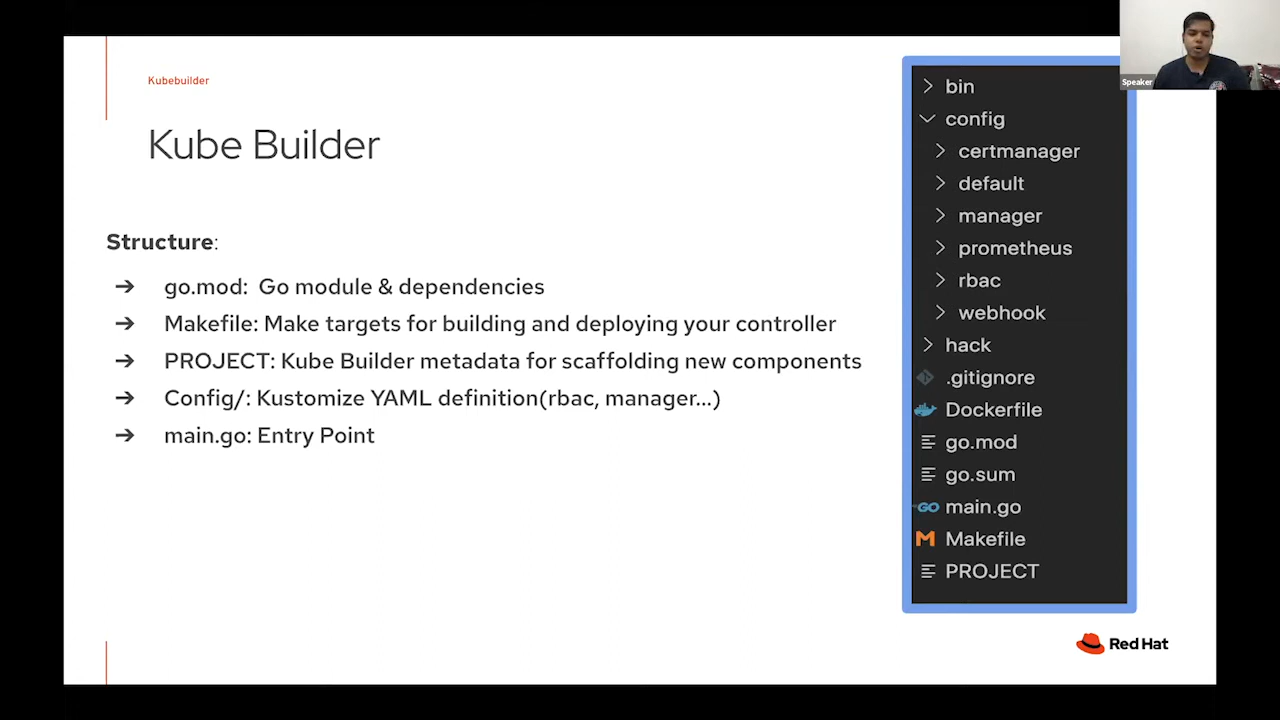 Kubebuilder
Kube Builder
Structure:
➔ go.mod: Go module & dependencies
➔ Makefile: Make targets for building and deploying your controller
➔ PROJECT: Kube Builder metadata for scaffolding new components
➔ Config/: Kustomize YAML definition(rbac, manager...)
➔ main.go: Entry Point
bin
config
certmanager
default
manager
prometheus
rbac
webhook
hack
.gitignore
Dockerfile
go.mod
go.sum
GO main.go
M Makefile
PROJECT
Red Hat
Speaker